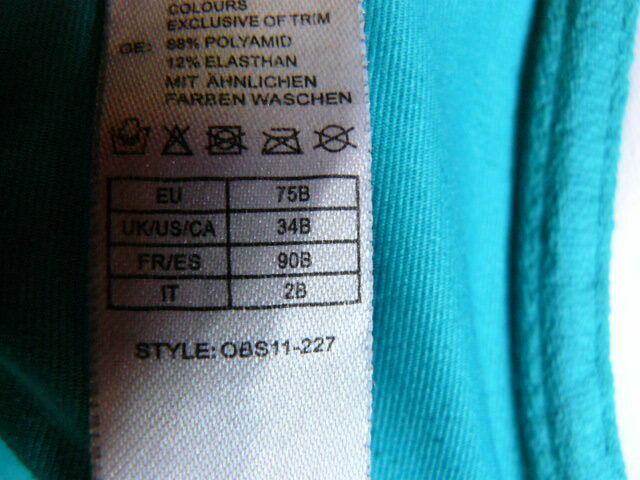 COLOURS
EXCLUSIVE OF TRIM
GE: 88% POLYAMID
12% ELASTHAN
MIT ÄHNLICHEN
FARBEN WASCHEN
EU 75B
UK/US/CA 34B
FR/ES 90B
IT 2B
STYLE: OBS11-227